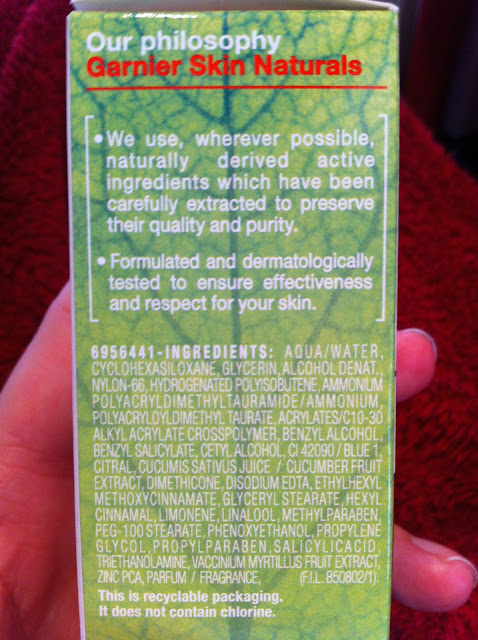 Our philosophy
Garnier Skin Naturals
• We use, wherever possible,
naturally derived active
ingredients which have been
carefully extracted to preserve
their quality and purity.
• Formulated and dermatologically
tested to ensure effectiveness
and respect for your skin.
6956441-INGREDIENTS: AQUA/WATER,
CYCLOHEXASILOXANE, GLYCERIN, ALCOHOL DENAT.,
NYLON-66, HYDROGENATED POLYISOBUTENE, AMMONIUM
POLYACRYLDIMETHYLTAURAMIDE / AMMONIUM
POLYACRYLOYLDIMETHYL TAURATE, ACRYLATES/C10-30
ALKYL ACRYLATE CROSSPOLYMER, BENZYL ALCOHOL,
BENZYL SALICYLATE, CETYL ALCOHOL, CI 42090 / BLUE 1,
CITRAL, CUCUMIS SATIVUS JUICE / CUCUMBER FRUIT
EXTRACT, DIMETHICONE, DISODIUM EDTA, ETHYLHEXYL
METHOXYCINNAMATE, GLYCERYL STEARATE, HEXYL
CINNAMAL, LIMONENE, LINALOOL, METHYLPARABEN,
PEG-100 STEARATE, PHENOXYETHANOL, PROPYLENE
GLYCOL, PROPYLPARABEN, SALICYLIC ACID,
TRIETHANOLAMINE, VACCINIUM MYRTILLUS FRUIT EXTRACT,
ZINC PCA, PARFUM / FRAGRANCE, (F.I.L. B50802/1).
This is recyclable packaging.
It does not contain chlorine.